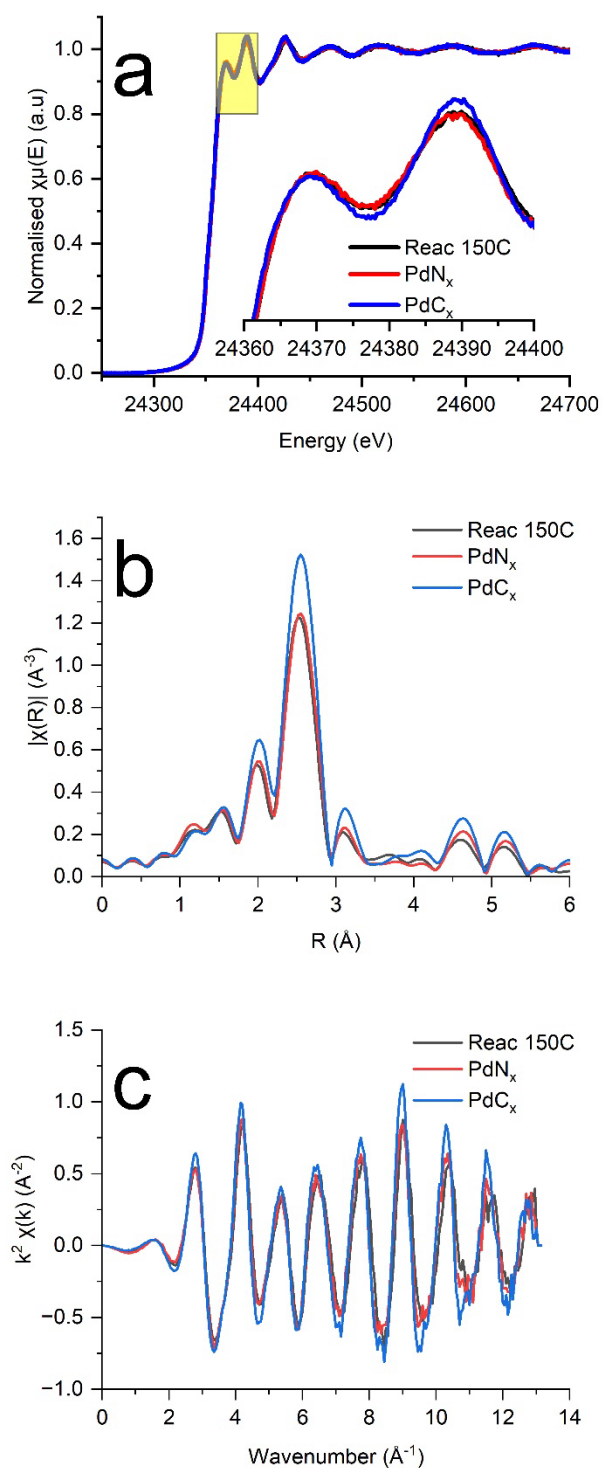 a
Normalised χμ(E) (a.u)
1.0
0.8
0.6
0.4
0.2
0.0
Reac 150C
PdNₓ
PdCₓ
24360 24370 24380 24390 24400
24300 24400 24500 24600 24700
Energy (eV)
b
|χ(R)| (A⁻³)
1.6
1.4
1.2
1.0
0.8
0.6
0.4
0.2
0.0
Reac 150C
PdNₓ
PdCₓ
0 1 2 3 4 5 6
R (Å)
c
k² χ(k) (A⁻²)
1.5
1.0
0.5
0.0
−0.5
−1.0
Reac 150C
PdNₓ
PdCₓ
0 2 4 6 8 10 12 14
Wavenumber (Å⁻¹)